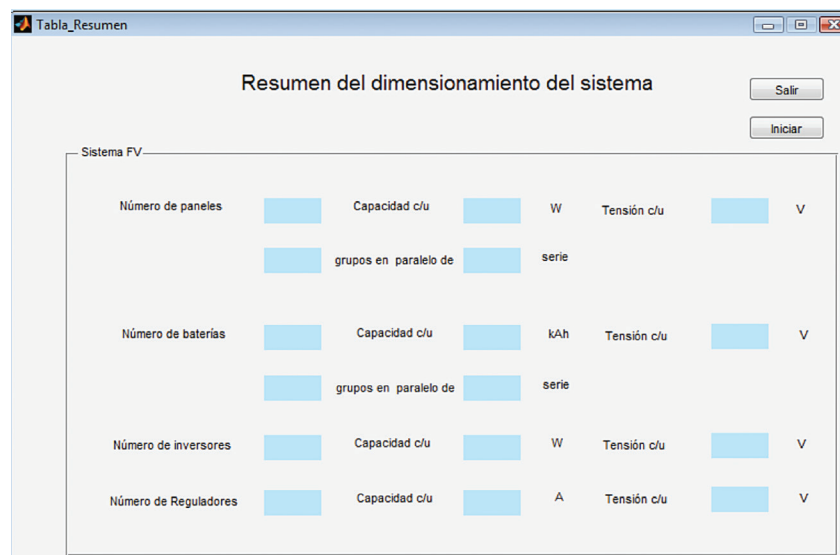 Tabla_Resumen
Resumen del dimensionamiento del sistema
Salir
Iniciar
Sistema FV
Número de paneles Capacidad c/u W Tensión c/u V
grupos en paralelo de serie
Número de baterías Capacidad c/u kAh Tensión c/u V
grupos en paralelo de serie
Número de inversores Capacidad c/u W Tensión c/u V
Número de Reguladores Capacidad c/u A Tensión c/u V